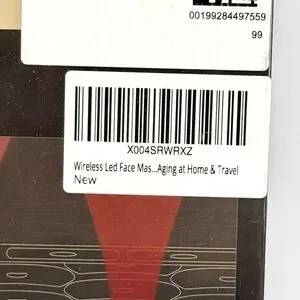 00199284497559
99
X004SRWRXZ
Wireless Led Face Mas...Aging at Home & Travel
New